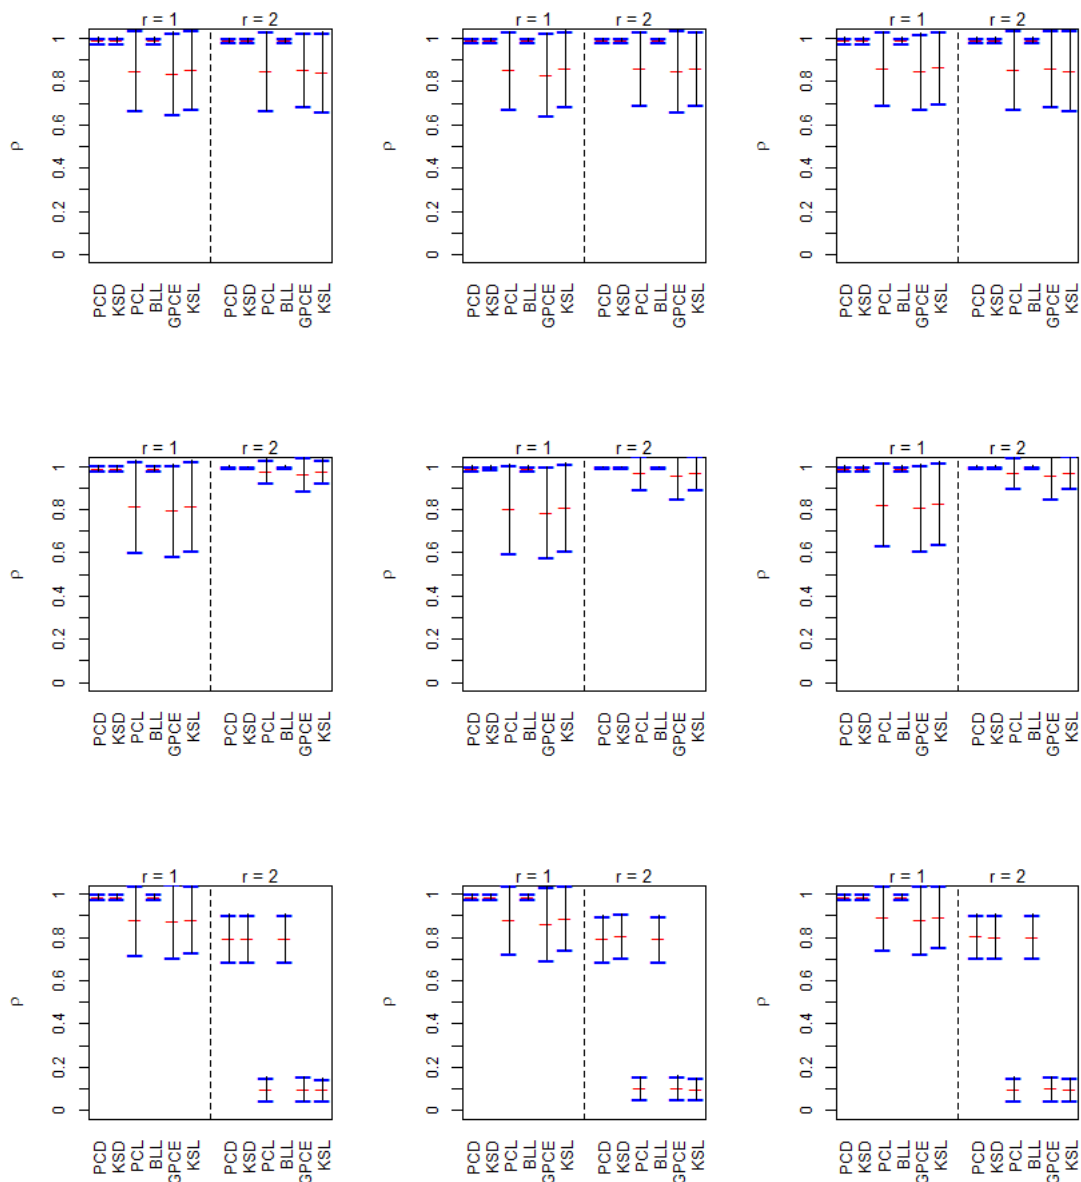 r = 1 r = 2 r = 1 r = 2 r = 1 r = 2
ρ 0 0.2 0.4 0.6 0.8 1 ρ 0 0.2 0.4 0.6 0.8 1 ρ 0 0.2 0.4 0.6 0.8 1
PCD KSD PCL BLL GPCE KSL PCD KSD PCL BLL GPCE KSL PCD KSD PCL BLL GPCE KSL PCD KSD PCL BLL GPCE KSL PCD KSD PCL BLL GPCE KSL PCD KSD PCL BLL GPCE KSL
r = 1 r = 2 r = 1 r = 2 r = 1 r = 2
ρ 0 0.2 0.4 0.6 0.8 1 ρ 0 0.2 0.4 0.6 0.8 1 ρ 0 0.2 0.4 0.6 0.8 1
PCD KSD PCL BLL GPCE KSL PCD KSD PCL BLL GPCE KSL PCD KSD PCL BLL GPCE KSL PCD KSD PCL BLL GPCE KSL PCD KSD PCL BLL GPCE KSL PCD KSD PCL BLL GPCE KSL
r = 1 r = 2 r = 1 r = 2 r = 1 r = 2
ρ 0 0.2 0.4 0.6 0.8 1 ρ 0 0.2 0.4 0.6 0.8 1 ρ 0 0.2 0.4 0.6 0.8 1
PCD KSD PCL BLL GPCE KSL PCD KSD PCL BLL GPCE KSL PCD KSD PCL BLL GPCE KSL PCD KSD PCL BLL GPCE KSL PCD KSD PCL BLL GPCE KSL PCD KSD PCL BLL GPCE KSL